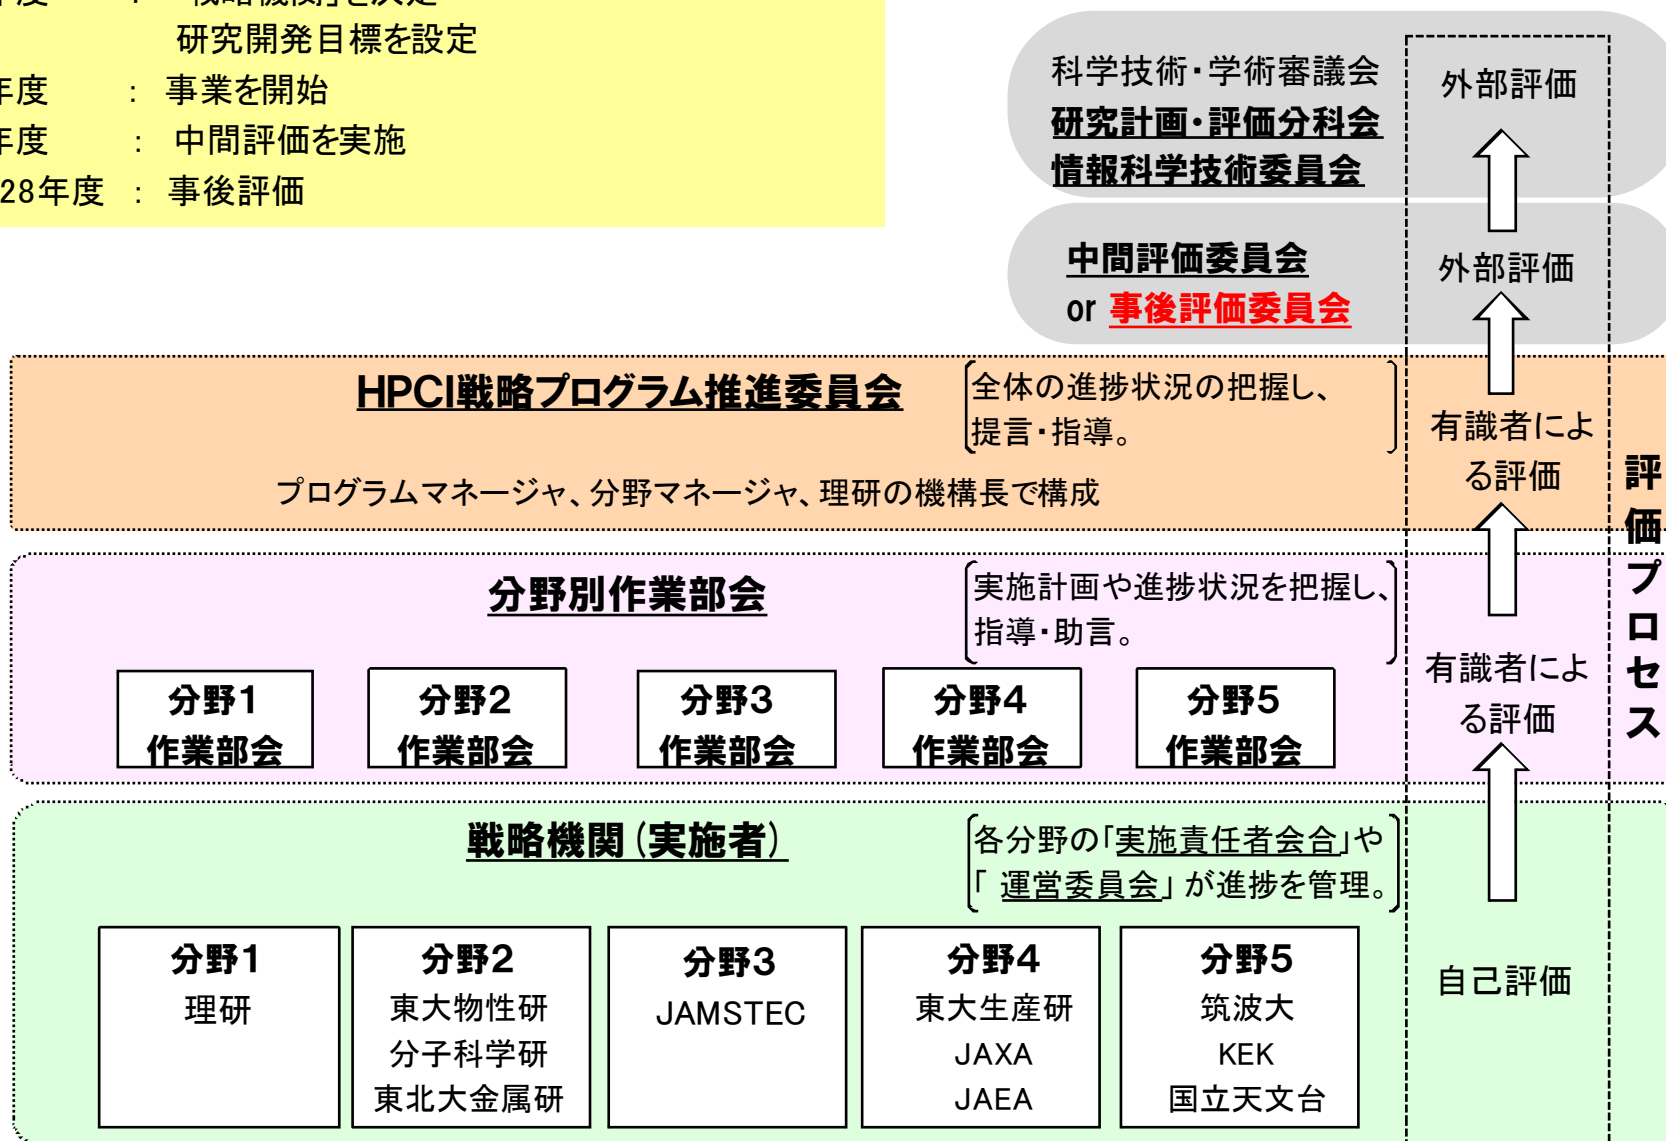 年度 : 「戦略機関」を決定
研究開発目標を設定
年度 : 事業を開始
年度 : 中間評価を実施
28年度 : 事後評価
科学技術・学術審議会
研究計画・評価分科会
情報科学技術委員会
外部評価
中間評価委員会
or 事後評価委員会
外部評価
HPCI戦略プログラム推進委員会
全体の進捗状況の把握し、
提言・指導。
プログラムマネージャ、分野マネージャ、理研の機構長で構成
有識者によ
る評価
評価プロセス
分野別作業部会
実施計画や進捗状況を把握し、
指導・助言。
分野1
作業部会
分野2
作業部会
分野3
作業部会
分野4
作業部会
分野5
作業部会
有識者によ
る評価
戦略機関(実施者)
各分野の「実施責任者会合」や
「 運営委員会」が進捗を管理。
分野1
理研
分野2
東大物性研
分子科学研
東北大金属研
分野3
JAMSTEC
分野4
東大生産研
JAXA
JAEA
分野5
筑波大
KEK
国立天文台
自己評価